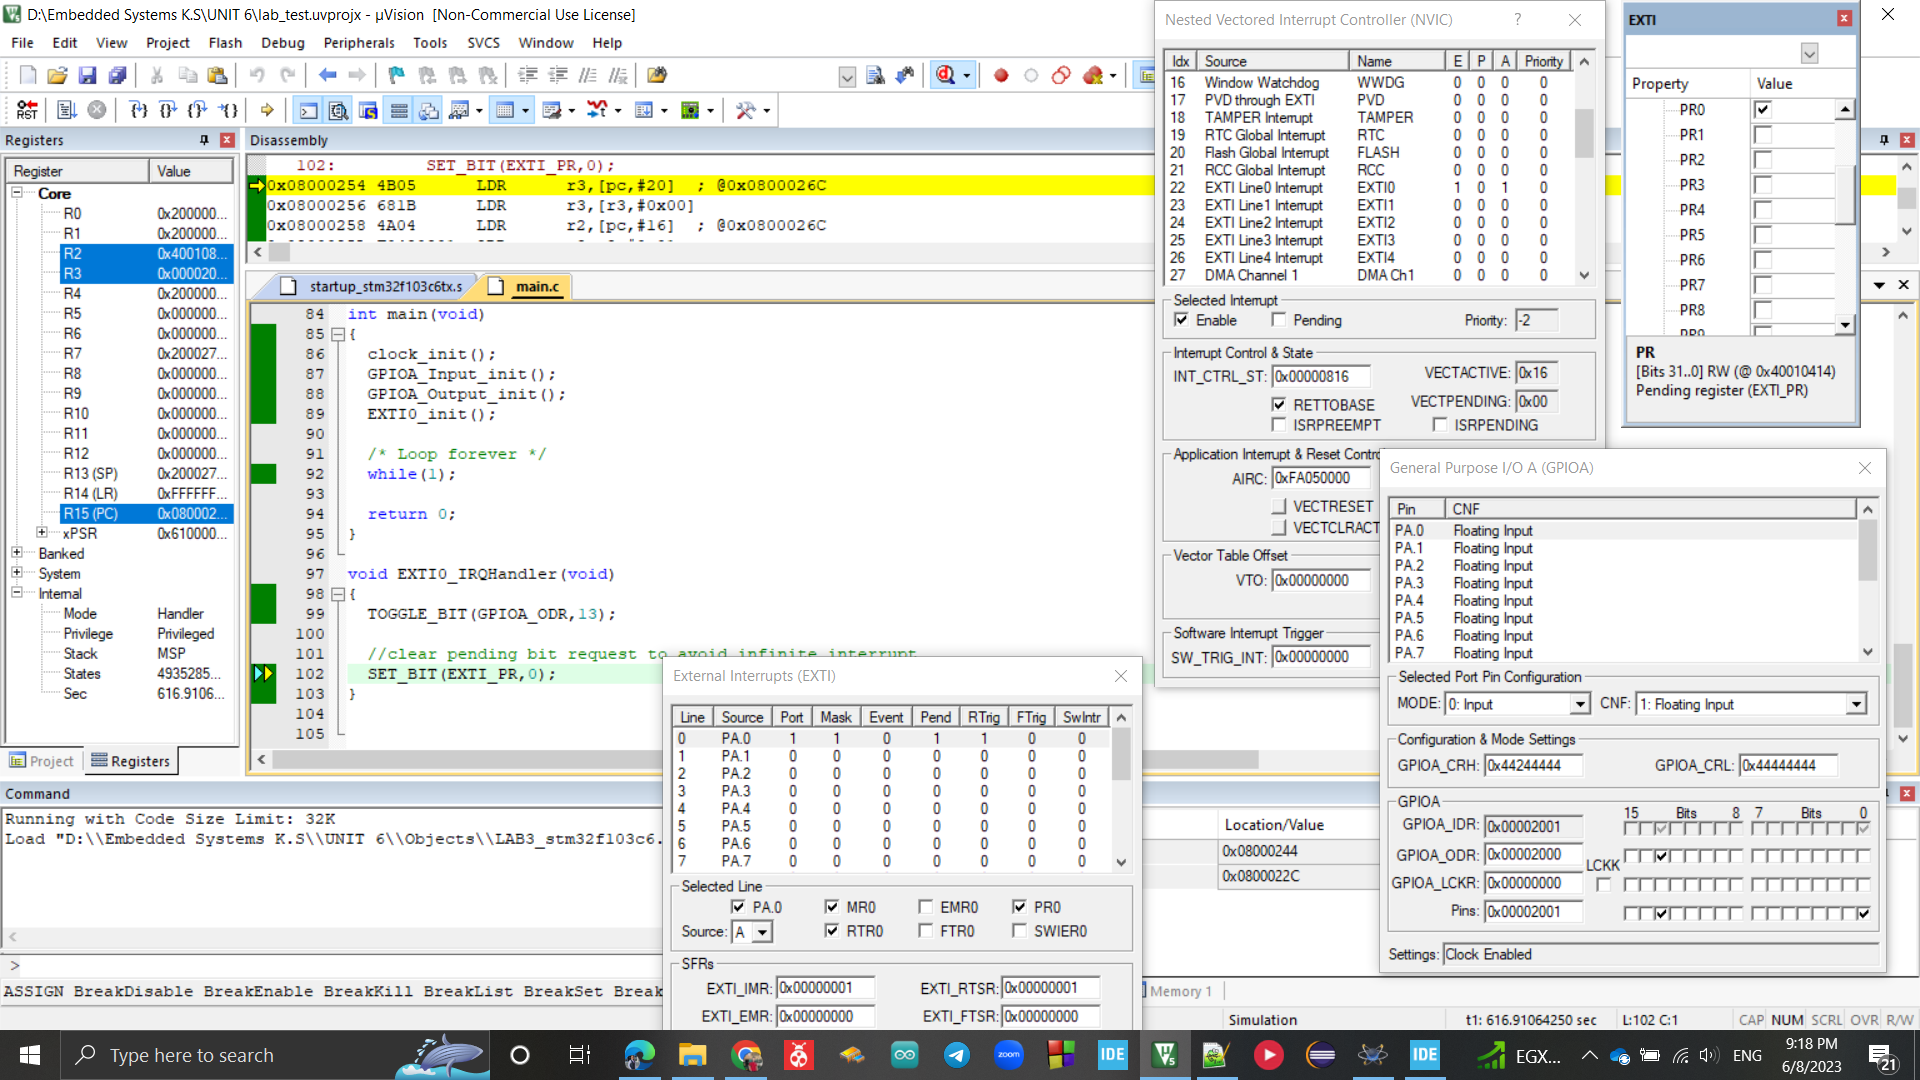 D:\Embedded Systems K.S\UNIT 6\lab_test.uvprojx - µVision  [Non-Commercial Use License]
File Edit View Project Flash Debug Peripherals Tools SVCS Window Help
Registers
Register Value
Core
R0 0x200000...
R1 0x200000...
R2 0x400108...
R3 0x000020...
R4 0x200000...
R5 0x000000...
R6 0x000000...
R7 0x200027...
R8 0x000000...
R9 0x000000...
R10 0x000000...
R11 0x000000...
R12 0x000000...
R13 (SP) 0x200027...
R14 (LR) 0xFFFFFF...
R15 (PC) 0x080002...
xPSR 0x610000...
Banked
System
Internal
Mode Handler
Privilege Privileged
Stack MSP
States 4935285...
Sec 616.9106...
Project Registers
Disassembly
102: SET_BIT(EXTI_PR,0);
0x08000254 4B05 LDR r3,[pc,#20] ; @0x0800026C
0x08000256 681B LDR r3,[r3,#0x00]
0x08000258 4A04 LDR r2,[pc,#16] ; @0x0800026C
startup_stm32f103c6tx.s main.c
84 int main(void)
85 {
86 clock_init();
87 GPIOA_Input_init();
88 GPIOA_Output_init();
89 EXTI0_init();
90
91 /* Loop forever */
92 while(1);
93
94 return 0;
95 }
96
97 void EXTI0_IRQHandler(void)
98 {
99 TOGGLE_BIT(GPIOA_ODR,13);
100
101 //clear pending bit request to avoid infinite interrupt
102 SET_BIT(EXTI_PR,0);
103 }
104
105
Nested Vectored Interrupt Controller (NVIC) ?
Idx Source Name E P A Priority
16 Window Watchdog WWDG 0 0 0 0
17 PVD through EXTI PVD 0 0 0 0
18 TAMPER Interrupt TAMPER 0 0 0 0
19 RTC Global Interrupt RTC 0 0 0 0
20 Flash Global Interrupt FLASH 0 0 0 0
21 RCC Global Interrupt RCC 0 0 0 0
22 EXTI Line0 Interrupt EXTI0 1 0 1 0
23 EXTI Line1 Interrupt EXTI1 0 0 0 0
24 EXTI Line2 Interrupt EXTI2 0 0 0 0
25 EXTI Line3 Interrupt EXTI3 0 0 0 0
26 EXTI Line4 Interrupt EXTI4 0 0 0 0
27 DMA Channel 1 DMA Ch1 0 0 0 0
Selected Interrupt
Enable Pending Priority: -2
Interrupt Control & State
INT_CTRL_ST: 0x00000816 VECTACTIVE: 0x16
RETTOBASE VECTPENDING: 0x00
ISRPREEMPT ISRPENDING
Application Interrupt & Reset Contro
AIRC: 0xFA050000
VECTRESET
VECTCLRACT
Vector Table Offset
VTO: 0x00000000
Software Interrupt Trigger
SW_TRIG_INT: 0x00000000
EXTI
Property Value
PR0
PR1
PR2
PR3
PR4
PR5
PR6
PR7
PR8
PR9
PR
[Bits 31..0] RW (@ 0x40010414)
Pending register (EXTI_PR)
General Purpose I/O A (GPIOA)
Pin CNF
PA.0 Floating Input
PA.1 Floating Input
PA.2 Floating Input
PA.3 Floating Input
PA.4 Floating Input
PA.5 Floating Input
PA.6 Floating Input
PA.7 Floating Input
Selected Port Pin Configuration
MODE: 0: Input CNF: 1: Floating Input
Configuration & Mode Settings
GPIOA_CRH: 0x44244444 GPIOA_CRL: 0x44444444
GPIOA
15 Bits 8 7 Bits 0
GPIOA_IDR: 0x00002001
GPIOA_ODR: 0x00002000
LCKK
GPIOA_LCKR: 0x00000000
Pins: 0x00002001
Settings: Clock Enabled
External Interrupts (EXTI)
Line Source Port Mask Event Pend RTrig FTrig SwIntr
0 PA.0 1 1 0 1 1 0 0
1 PA.1 0 0 0 0 0 0 0
2 PA.2 0 0 0 0 0 0 0
3 PA.3 0 0 0 0 0 0 0
4 PA.4 0 0 0 0 0 0 0
5 PA.5 0 0 0 0 0 0 0
6 PA.6 0 0 0 0 0 0 0
7 PA.7 0 0 0 0 0 0 0
Selected Line
PA.0 MR0 EMR0 PR0
Source: A RTR0 FTR0 SWIER0
SFRs
EXTI_IMR: 0x00000001 EXTI_RTSR: 0x00000001
EXTI_EMR: 0x00000000 EXTI_FTSR: 0x00000000
Command
Running with Code Size Limit: 32K
Load "D:\\Embedded Systems K.S\\UNIT 6\\Objects\\LAB3_stm32f103c6.
>
ASSIGN BreakDisable BreakEnable BreakKill BreakList BreakSet Break
Location/Value
0x08000244
0x0800022C
Memory 1
Simulation t1: 616.91064250 sec L:102 C:1 CAP NUM SCRL OVR R/W
Type here to search
zoom
IDE
IDE
EGX...
ENG
9:18 PM
6/8/2023
21